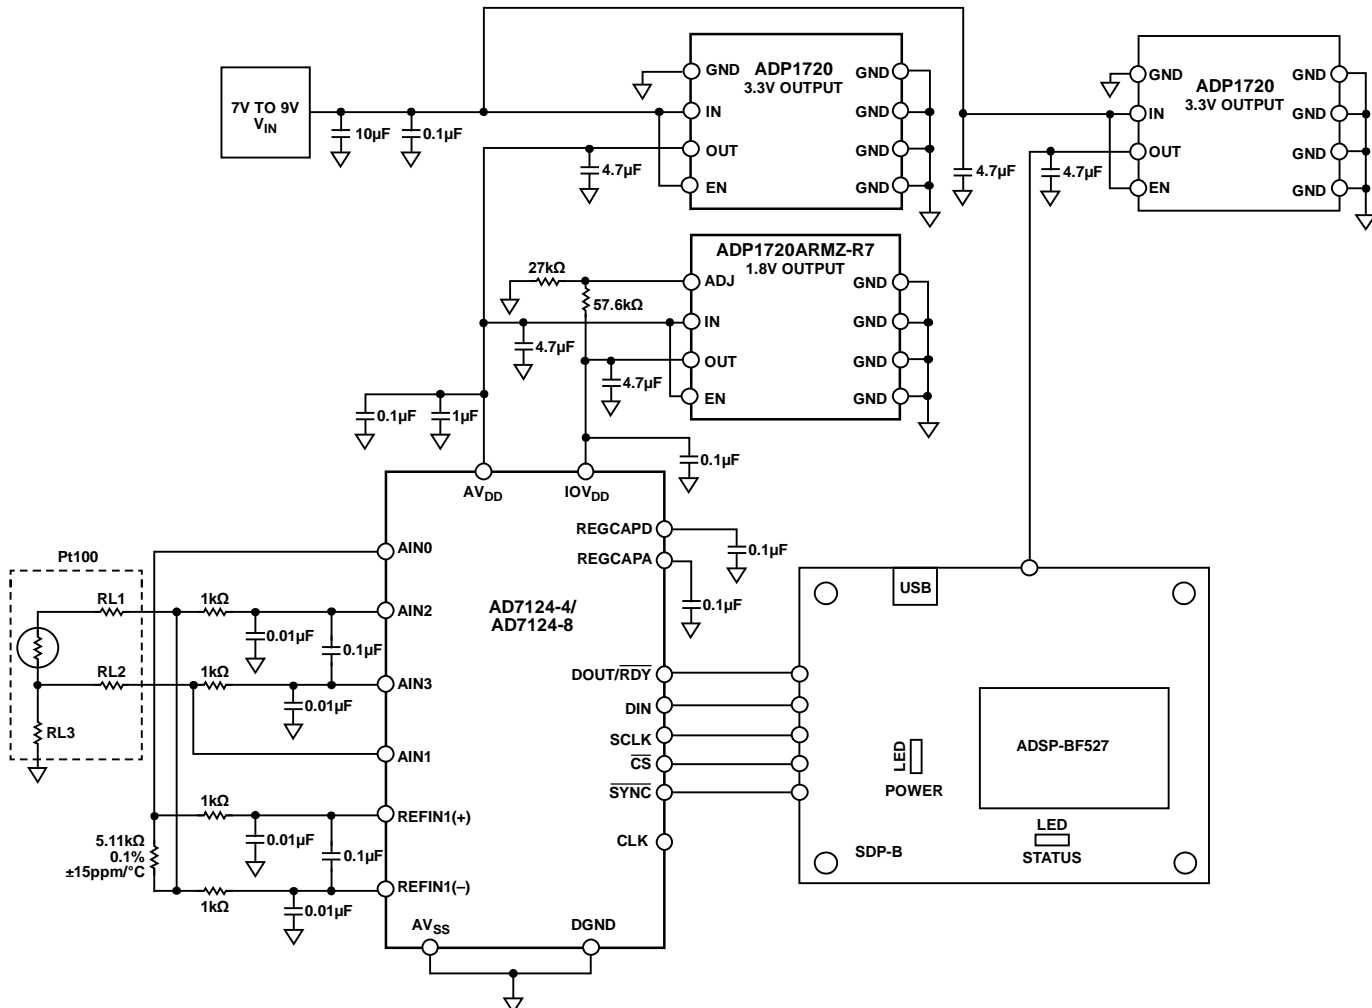 7V TO 9V
V_IN
10µF
0.1µF
GND
ADP1720
3.3V OUTPUT
GND
IN
GND
OUT
GND
EN
GND
4.7µF
4.7µF
4.7µF
GND
ADP1720
3.3V OUTPUT
GND
IN
GND
OUT
GND
EN
GND
ADP1720ARMZ-R7
1.8V OUTPUT
27kΩ
57.6kΩ
ADJ
GND
IN
GND
OUT
GND
EN
GND
4.7µF
4.7µF
0.1µF
1µF
0.1µF
AV_DD
IOV_DD
REGCAPD
0.1µF
REGCAPA
0.1µF
Pt100
RL1
RL2
RL3
1kΩ
0.01µF
0.1µF
1kΩ
0.01µF
AIN0
AIN2
AIN3
AIN1
AD7124-4/
AD7124-8
DOUT/RDY
DIN
SCLK
CS
SYNC
CLK
1kΩ
REFIN1(+)
0.01µF
0.1µF
5.11kΩ
0.1%
±15ppm/°C
REFIN1(–)
1kΩ
0.01µF
AV_SS
DGND
USB
ADSP-BF527
LED
POWER
LED
STATUS
SDP-B